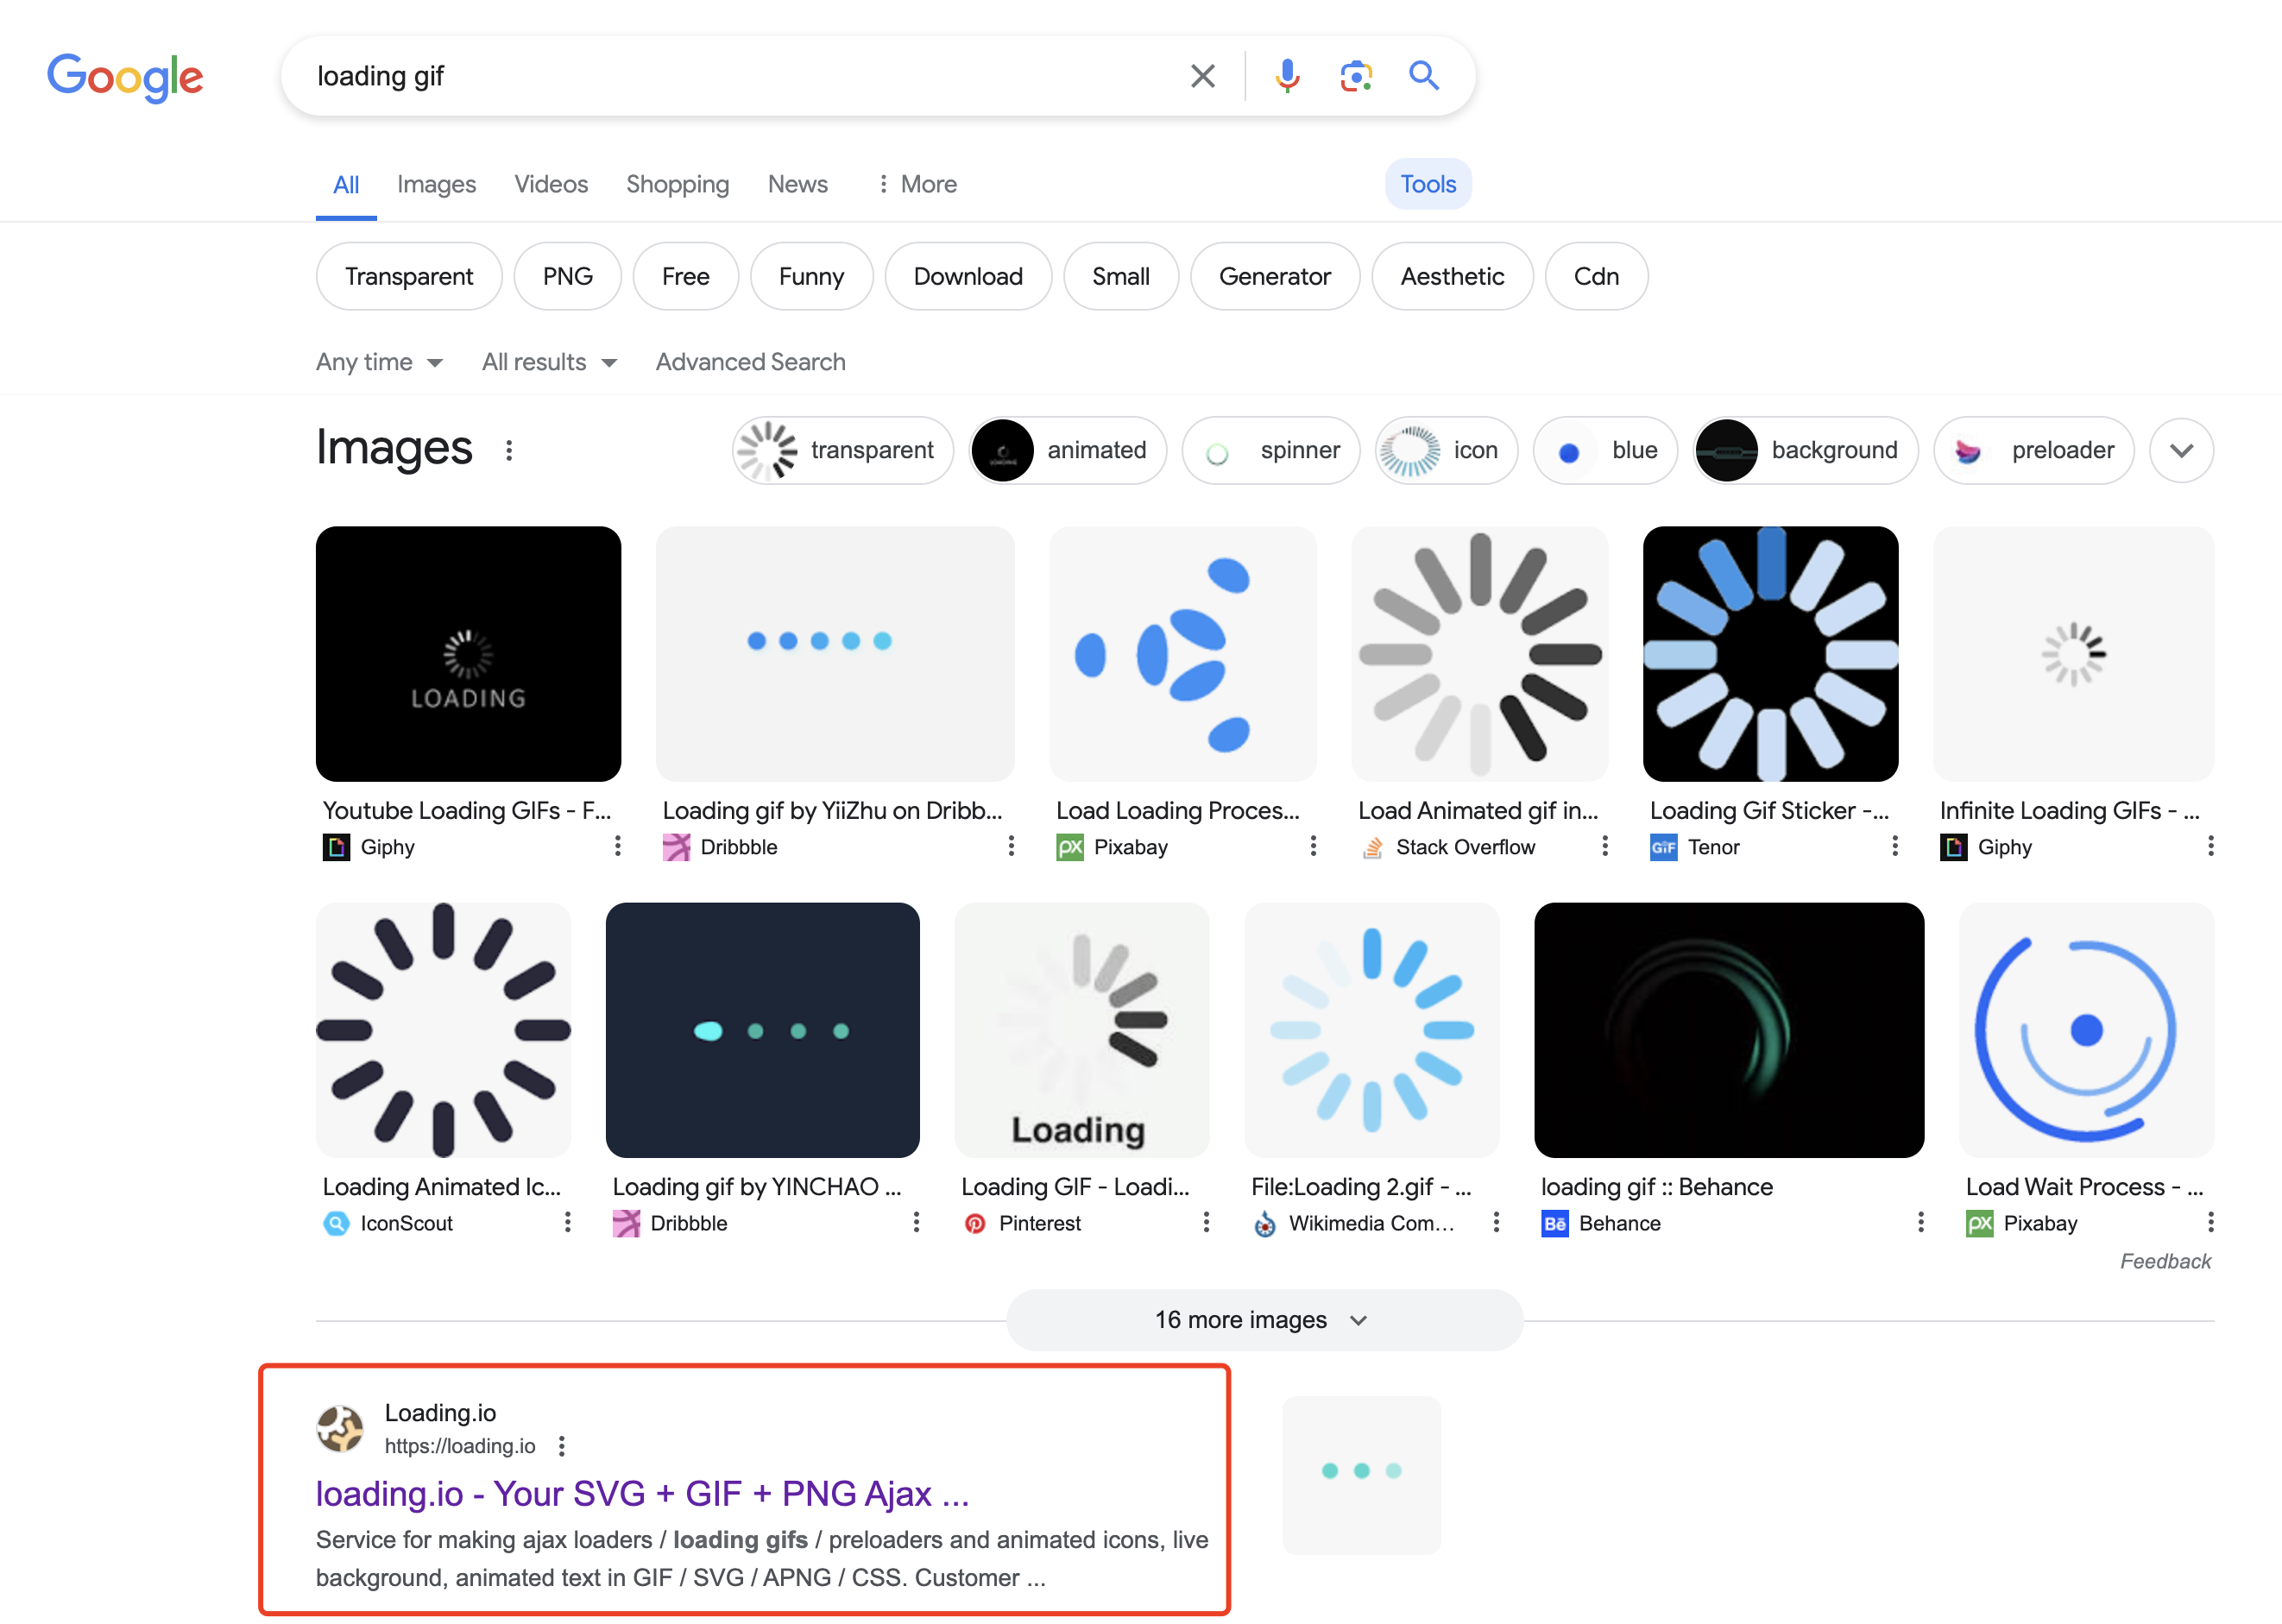 Google
loading gif
All Images Videos Shopping News More Tools
Transparent PNG Free Funny Download Small Generator Aesthetic Cdn
Any time All results Advanced Search
Images transparent animated spinner icon blue background preloader
LOADING
Youtube Loading GIFs - F... Loading gif by YiiZhu on Dribb... Load Loading Proces... Load Animated gif in... Loading Gif Sticker -... Infinite Loading GIFs - ...
Giphy Dribbble px Pixabay Stack Overflow GIF Tenor Giphy
Loading
Loading Animated Ic... Loading gif by YINCHAO ... Loading GIF - Loadi... File:Loading 2.gif - ... loading gif :: Behance Load Wait Process - ...
IconScout Dribbble Pinterest Wikimedia Com... Bē Behance px Pixabay
Feedback
16 more images
Loading.io
https://loading.io
loading.io - Your SVG + GIF + PNG Ajax ...
Service for making ajax loaders / loading gifs / preloaders and animated icons, live
background, animated text in GIF / SVG / APNG / CSS. Customer ...